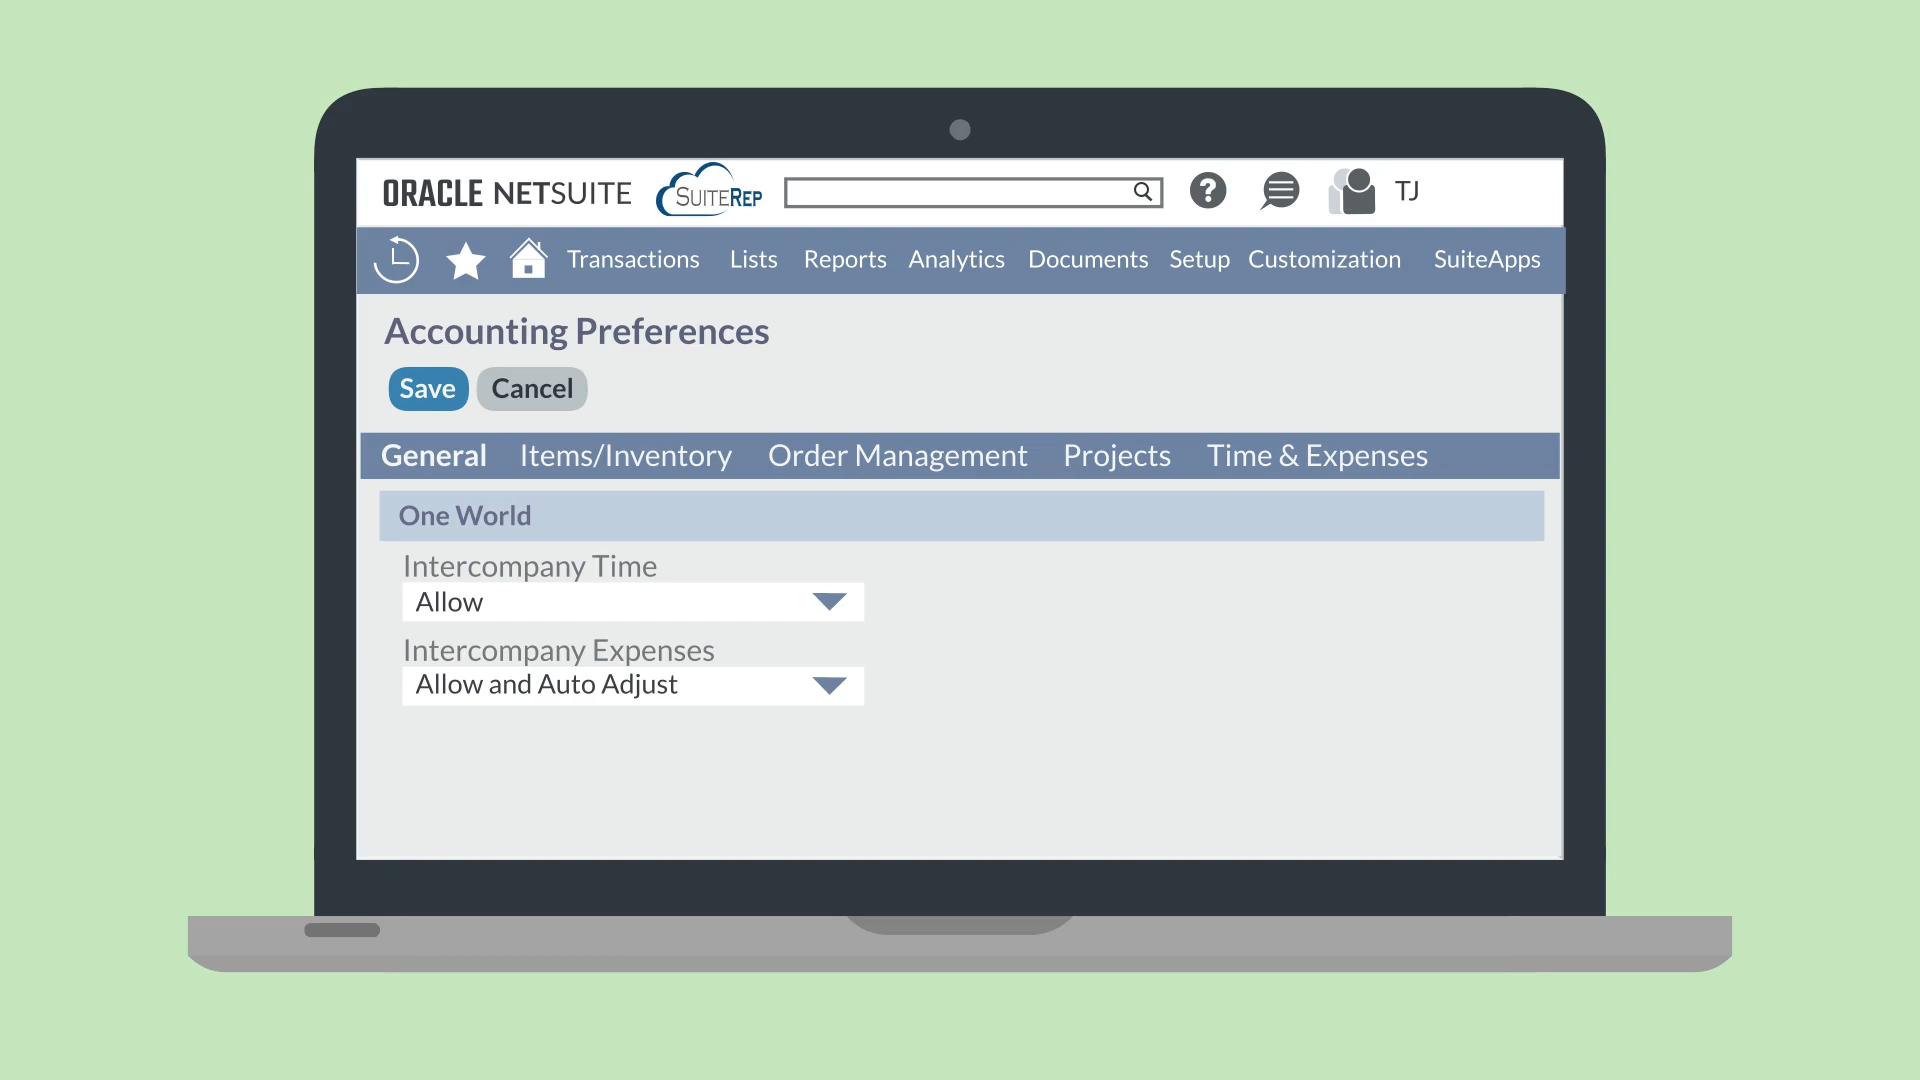 ORACLE NETSUITE SUITEREP ? TJ
Transactions Lists Reports Analytics Documents Setup Customization SuiteApps
Accounting Preferences
Save Cancel
General Items/Inventory Order Management Projects Time & Expenses
One World
Intercompany Time
Allow
Intercompany Expenses
Allow and Auto Adjust